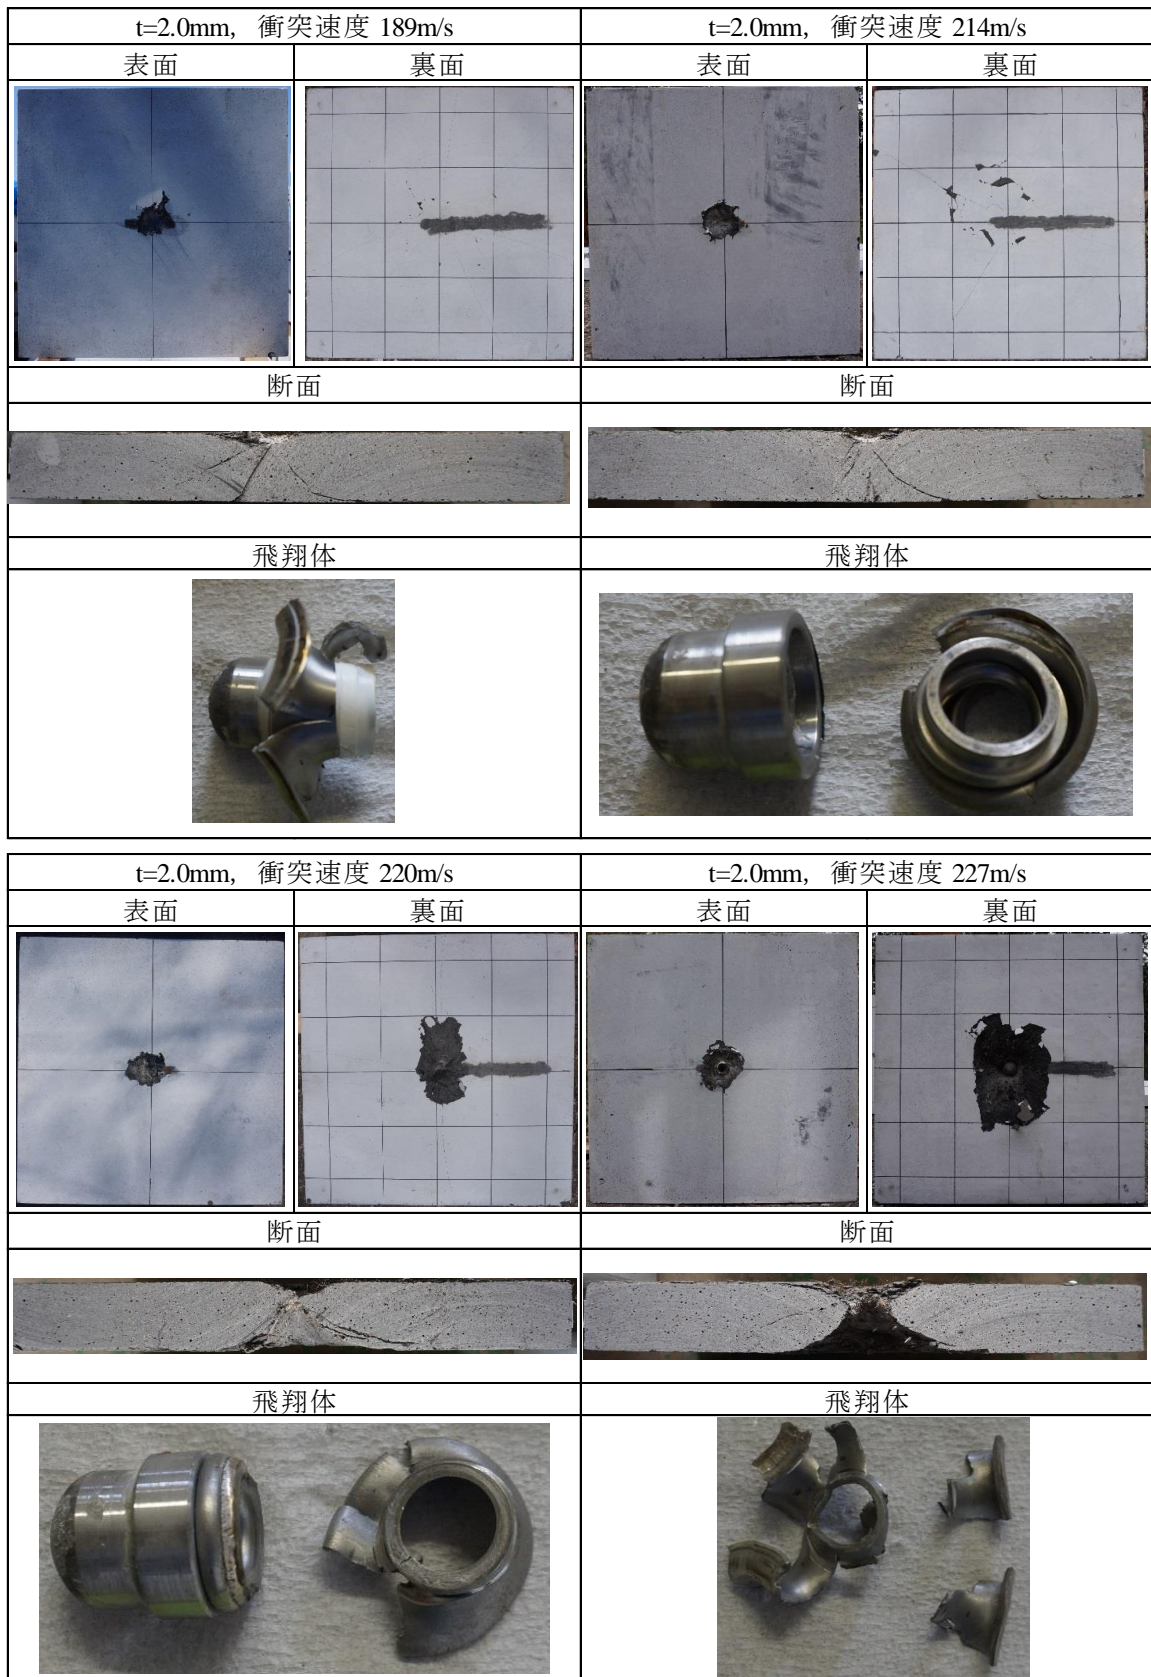 t=2.0mm, 衝突速度 189m/s
t=2.0mm, 衝突速度 214m/s
表面
裏面
表面
裏面
断面
断面
飛翔体
飛翔体
t=2.0mm, 衝突速度 220m/s
t=2.0mm, 衝突速度 227m/s
表面
裏面
表面
裏面
断面
断面
飛翔体
飛翔体